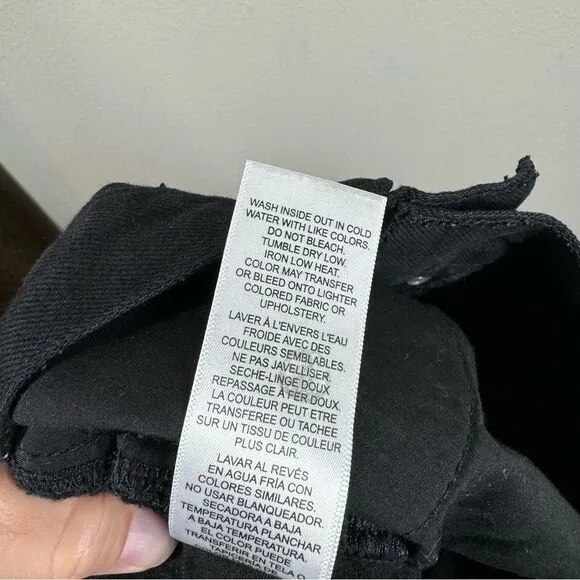 WASH INSIDE OUT IN COLD
WATER WITH LIKE COLORS.
DO NOT BLEACH.
TUMBLE DRY LOW.
IRON LOW HEAT.
COLOR MAY TRANSFER
OR BLEED ONTO LIGHTER
COLORED FABRIC OR
UPHOLSTERY.
LAVER À L'ENVERS L'EAU
FROIDE AVEC DES
COULEURS SEMBLABLES.
NE PAS JAVELLISER.
SECHE-LINGE DOUX
REPASSAGE À FER DOUX.
LA COULEUR PEUT ETRE
TRANSFEREE OU TACHEE
SUR UN TISSU DE COULEUR
PLUS CLAIR.
LAVAR AL REVÉS
EN AGUA FRÍA CON
COLORES SIMILARES.
NO USAR BLANQUEADOR.
SECADORA A BAJA
TEMPERATURA PLANCHAR
A BAJA TEMPERATURA.
EL COLOR PUEDE
TRANSFERIR EN TELA O